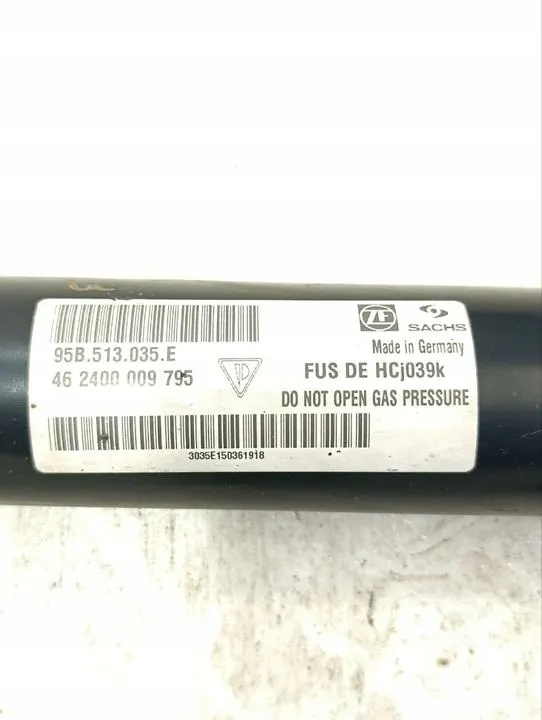 ZF SACHS
95B.513.035.E
Made in Germany
46 2400 009 795
FUS DE HCj039k
DO NOT OPEN GAS PRESSURE
3035E150361918